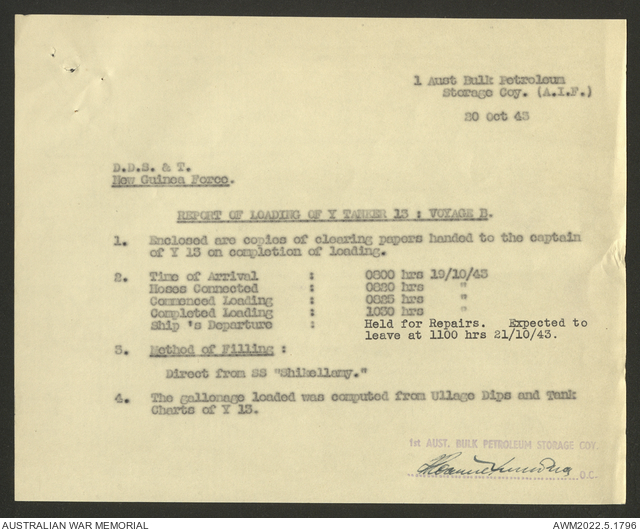 1 Aust Bulk Petroleum
Storage Coy. (A.I.F.)
20 Oct 43
D.D.S. & T.
New Guinea Force.
REPORT OF LOADING OF Y TANKER 13 : VOYAGE B.
1. Enclosed are copies of clearing papers handed to the captain
of Y 13 on completion of loading.
2. Time of Arrival : 0800 hrs 19/10/43
Hoses Connected : 0820 hrs "
Commenced Loading : 0825 hrs "
Completed Loading : 1030 hrs "
Ship 's Departure : Held for Repairs. Expected to
leave at 1100 hrs 21/10/43.
3. Method of Filling :
Direct from SS "Shikellamy."
4. The gallonage loaded was computed from Ullage Dips and Tank
Charts of Y 13.
1st AUST. BULK PETROLEUM STORAGE COY.
O.C.
AUSTRALIAN WAR MEMORIAL
AWM2022.5.1796